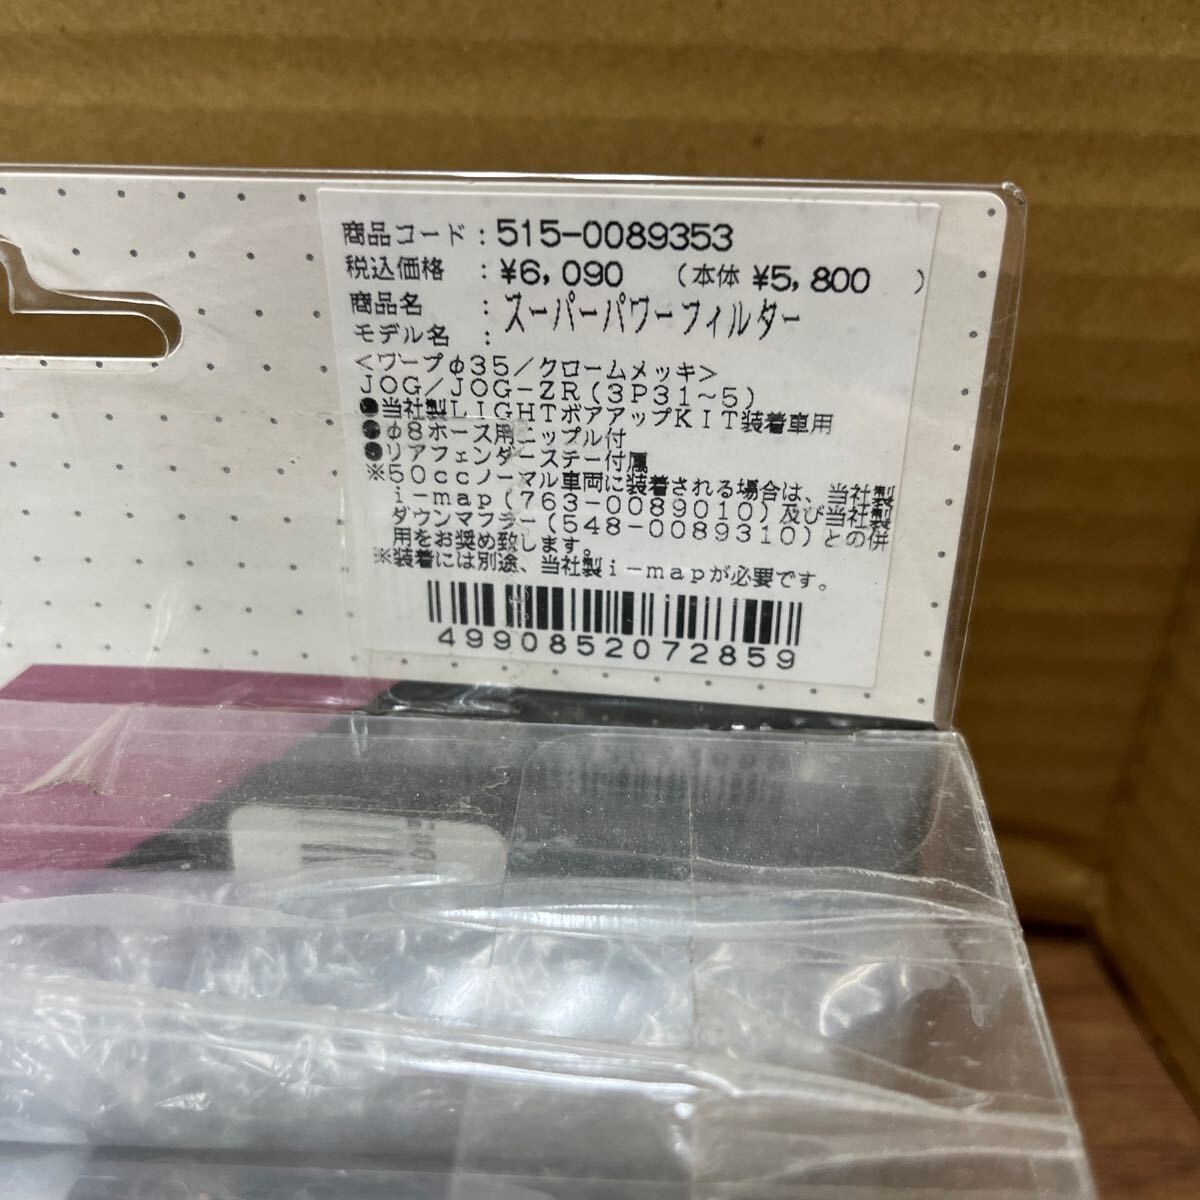 商品コード：515-0089353
税込価格　：¥6,090　（本体 ¥5,800　）
商品名　　：スーパーパワーフィルター
モデル名　：
＜ワープφ35／クロームメッキ＞
JOG／JOG-ZR（3P31～5）
●当社製LIGHTボアアップKIT装着車用
●φ8ホース用ニップル付
●リアフェンダーステー付属
※50ccノーマル車両に装着される場合は、当社製
i-map（763-0089010）及び当社製
ダウンマフラー（548-0089310）との併
用をお奨め致します。
※装着には別途、当社製i-mapが必要です。
4990852072859